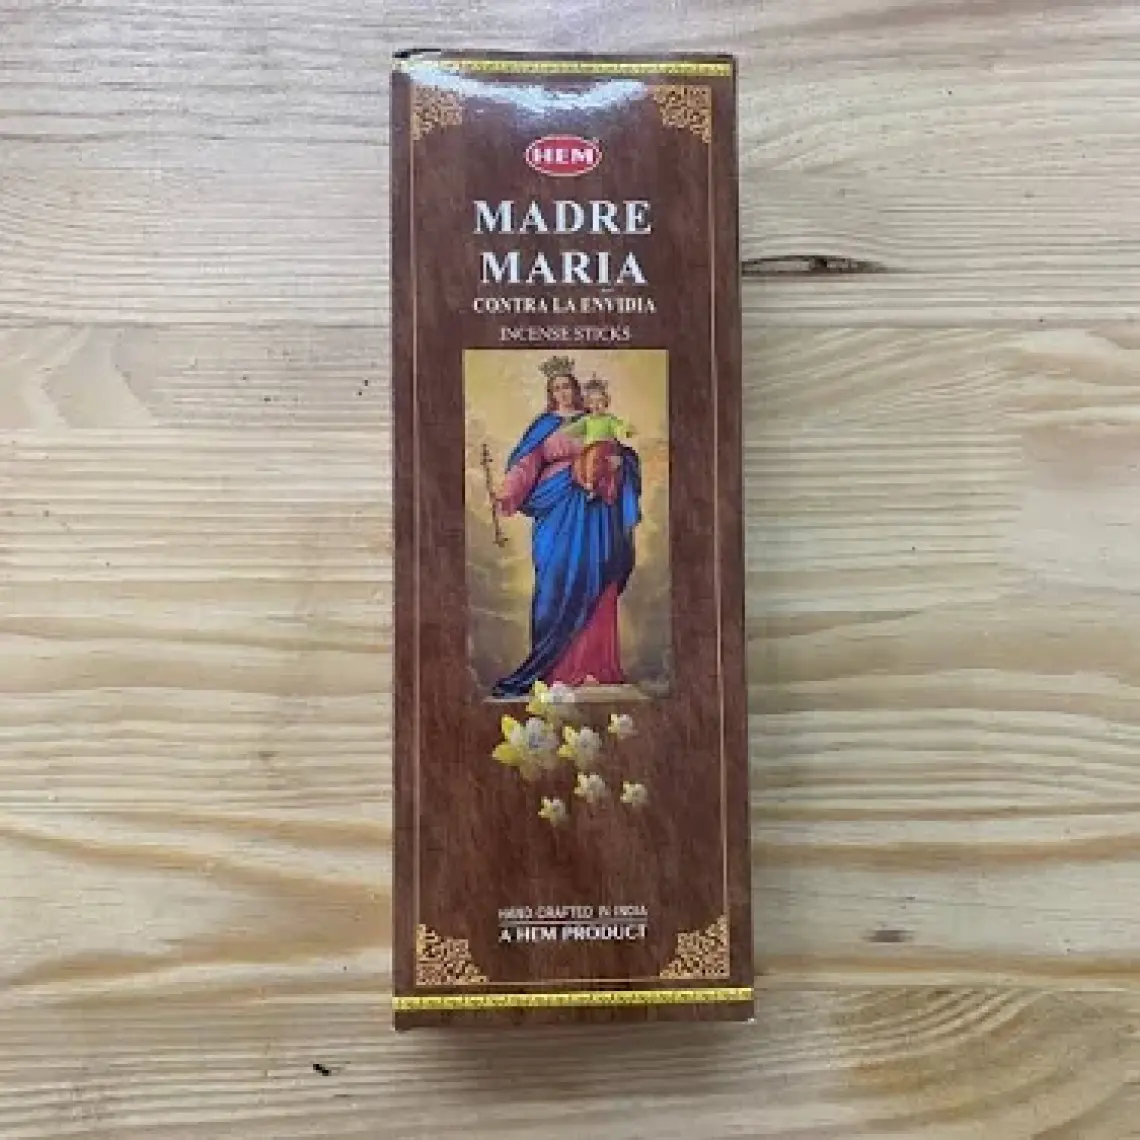 HEM
MADRE
MARIA
CONTRA LA ENVIDIA
INCENSE STICKS
HAND CRAFTED IN INDIA
A HEM PRODUCT